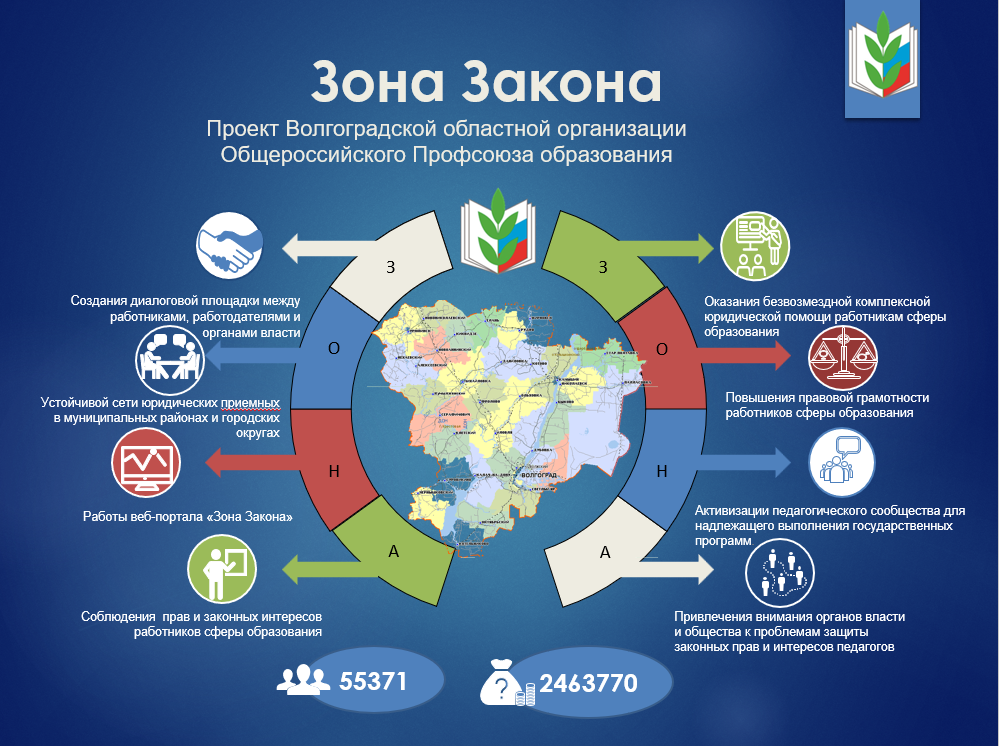 Зона Закона
Проект Волгоградской областной организации
Общероссийского Профсоюза образования
З
О
Н
А
З
О
Н
А
Создания диалоговой площадки между
работниками, работодателями и
органами власти
Устойчивой сети юридических приемных
в муниципальных районах и городских
округах
Работы веб-портала «Зона Закона»
Соблюдения прав и законных интересов
работников сферы образования
Оказания безвозмездной комплексной
юридической помощи работникам сферы
образования
Повышения правовой грамотности
работников сферы образования
Активизации педагогического сообщества для
надлежащего выполнения государственных
программ
Привлечения внимания органов власти
и общества к проблемам защиты
законных прав и интересов педагогов
ВОЛГОГРАД
55371
?
2463770